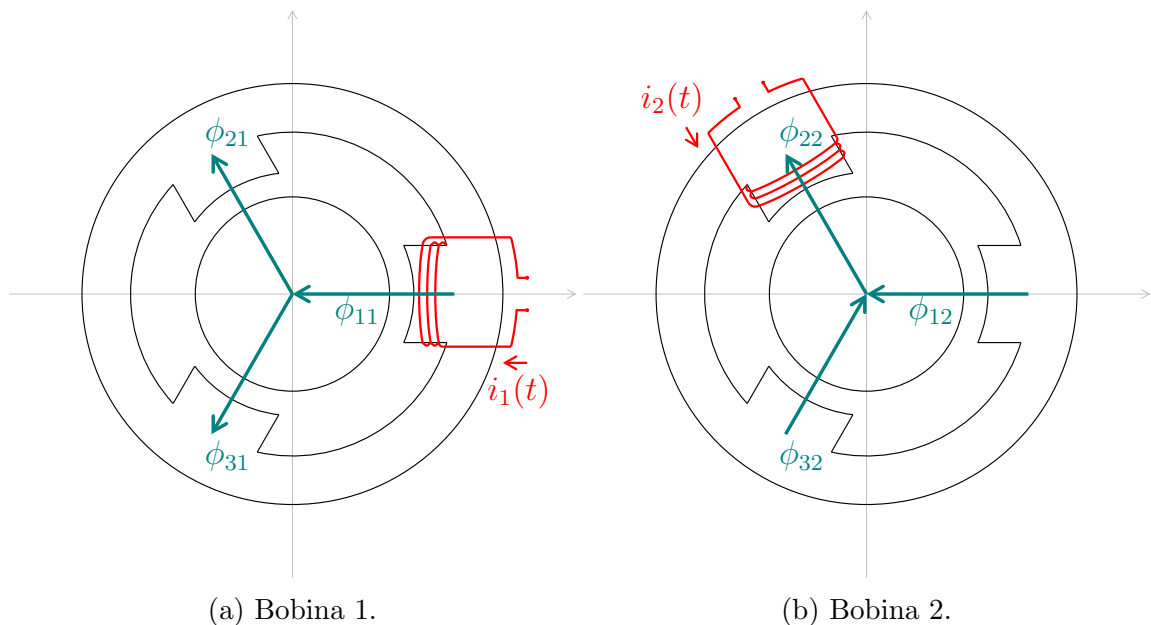 i₂(t)
ϕ₂₁
ϕ₂₂
ϕ₁₁
ϕ₁₂
i₁(t)
ϕ₃₁
ϕ₃₂
(a) Bobina 1.
(b) Bobina 2.